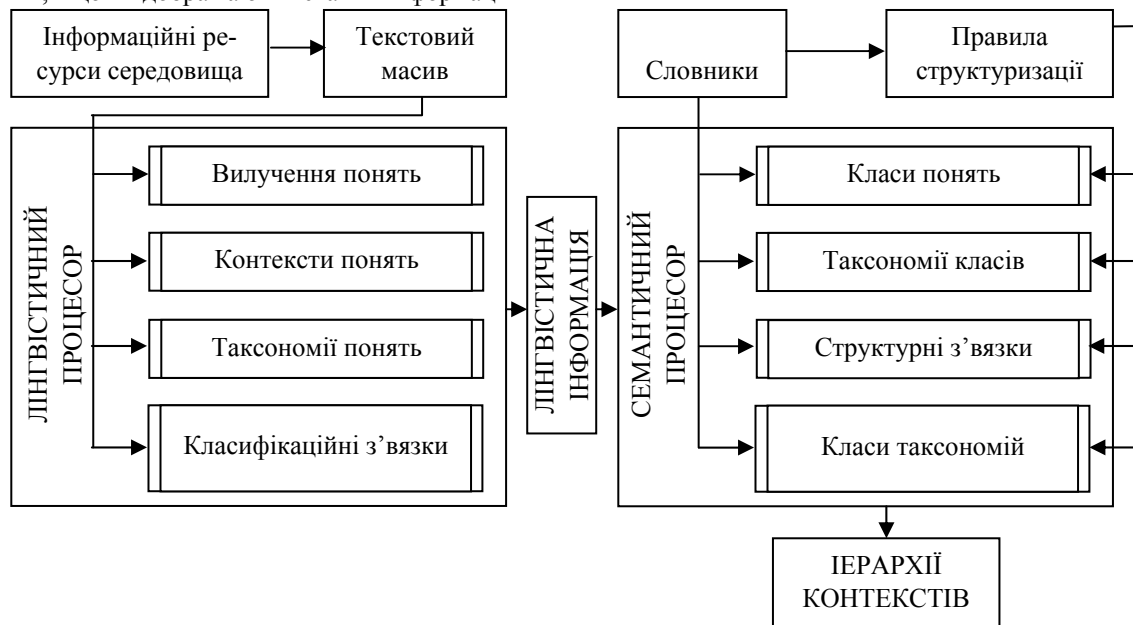 Інформаційні ре-
сурси середовища
Текстовий
масив
Словники
Правила
структуризації
ЛІНГВІСТИЧНИЙ
ПРОЦЕСОР
Вилучення понять
Контексти понять
Таксономії понять
Класифікаційні з’вязки
ЛІНГВІСТИЧНА
ІНФОРМАЦІЯ
СЕМАНТИЧНИЙ
ПРОЦЕСОР
Класи понять
Таксономії класів
Структурні з’вязки
Класи таксономій
ІЕРАРХІЇ
КОНТЕКСТІВ